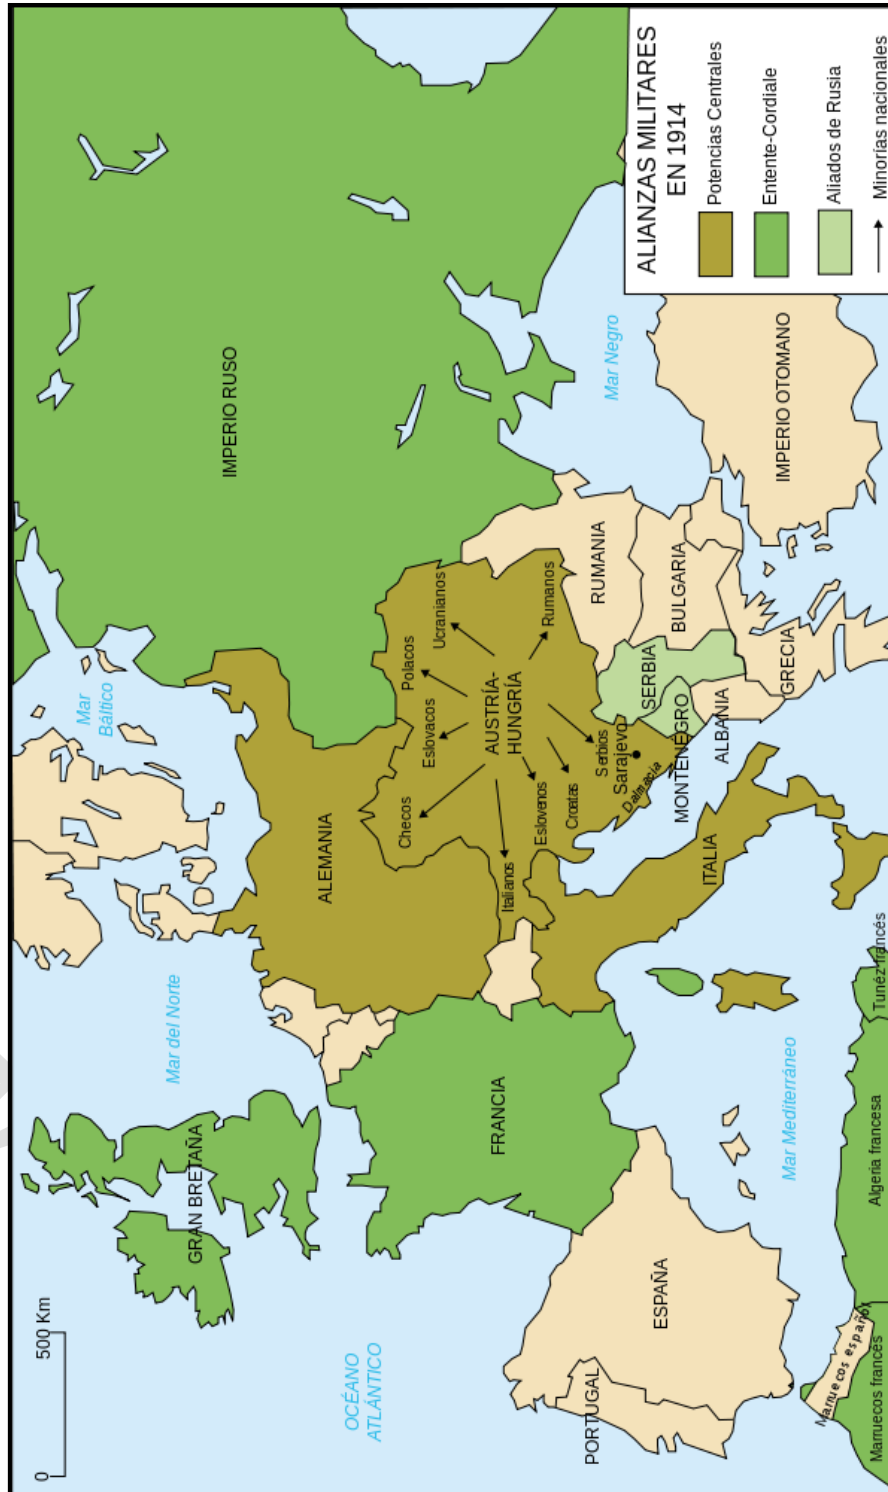 0 500 Km
OCÉANO
ATLÁNTICO
GRAN BRETAÑA
Mar del Norte
Mar
Báltico
IMPERIO RUSO
ALEMANIA
FRANCIA
PORTUGAL
ESPAÑA
Checos
Eslovacos
Polacos
Ucranianos
AUSTRÍA-
HUNGRÍA
Italianos
Eslovenos
Croatas
Serbios
Rumanos
Sarajevo
Dalmacia
RUMANIA
Mar Negro
SERBIA
BULGARIA
MONTENEGRO
ITALIA
ALBANIA
GRECIA
IMPERIO OTOMANO
Mar Mediterráneo
Marruecos español
Marruecos francés
Algeria francesa
Tunéz francés
ALIANZAS MILITARES
EN 1914
Potencias Centrales
Entente-Cordiale
Aliados de Rusia
Minorías nacionales